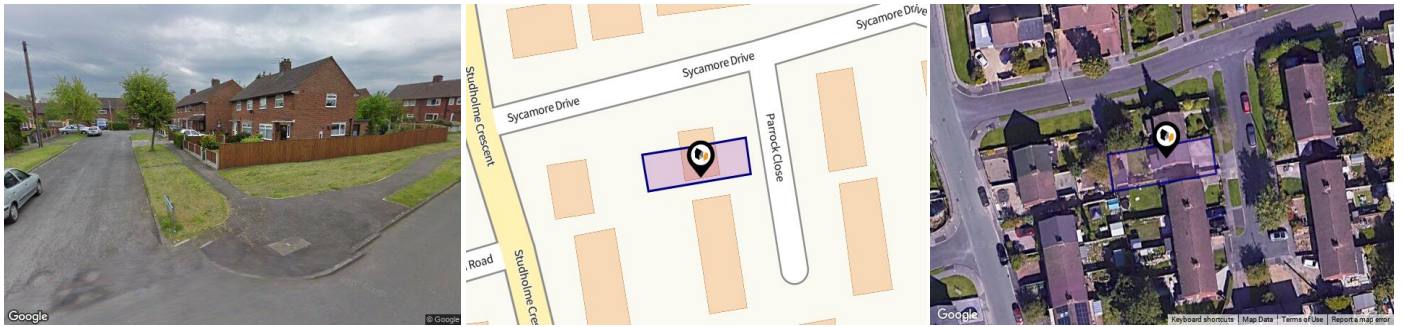 Google
© Google
Sycamore Drive
Sycamore Drive
Sycamore Drive
Studholme Crescent
Parrock Close
Road
Studholme Crescent
Google
Keyboard shortcuts
Map Data
Terms of Use
Report a map error